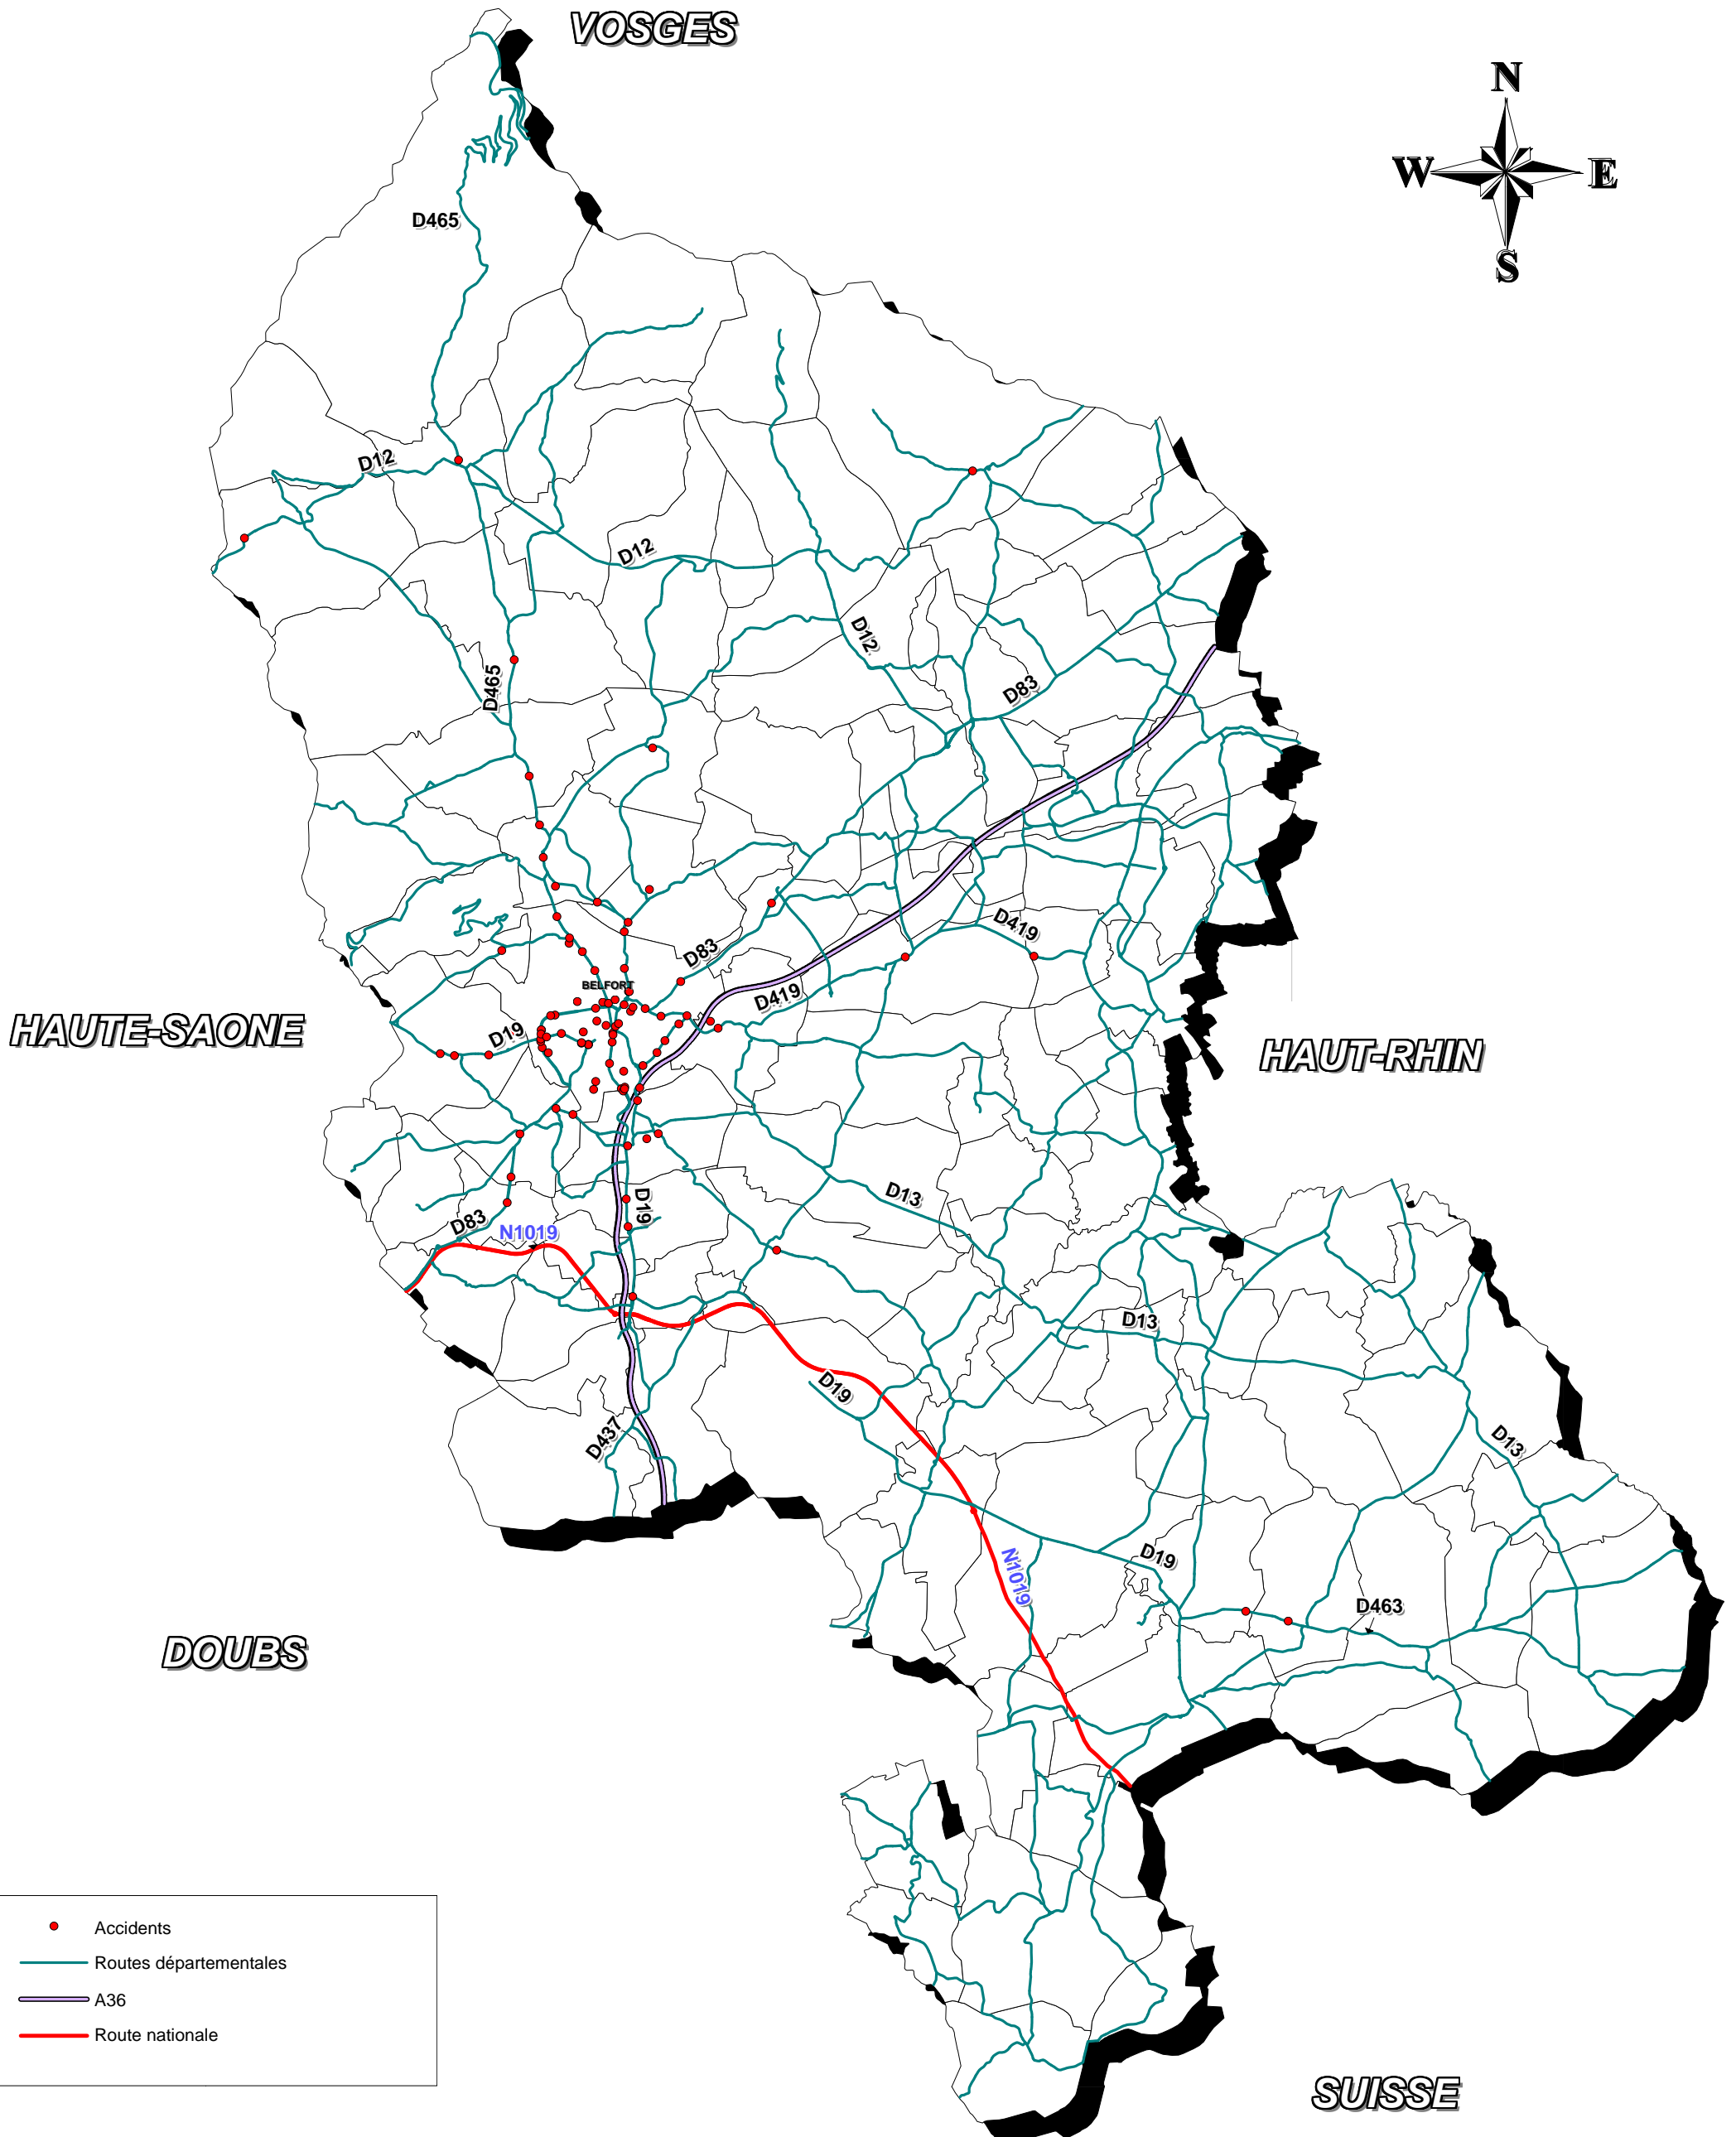 VOSGES
N
W
E
S
D465
D12
D12
D12
D465
D83
D419
D83
BELFORT
D419
HAUTE-SAONE
D19
HAUT-RHIN
D13
D19
D83
N1019
D13
D19
D437
D13
N1019
D19
D463
DOUBS
Accidents
Routes départementales
A36
Route nationale
SUISSE